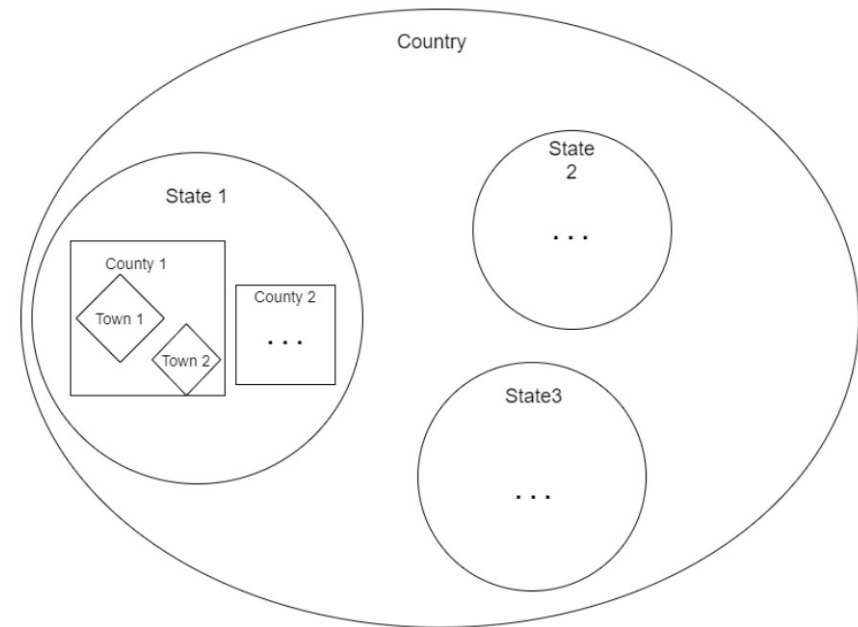 Country
State 1
County 1
Town 1
Town 2
County 2
. . .
State
2
. . .
State3
. . .